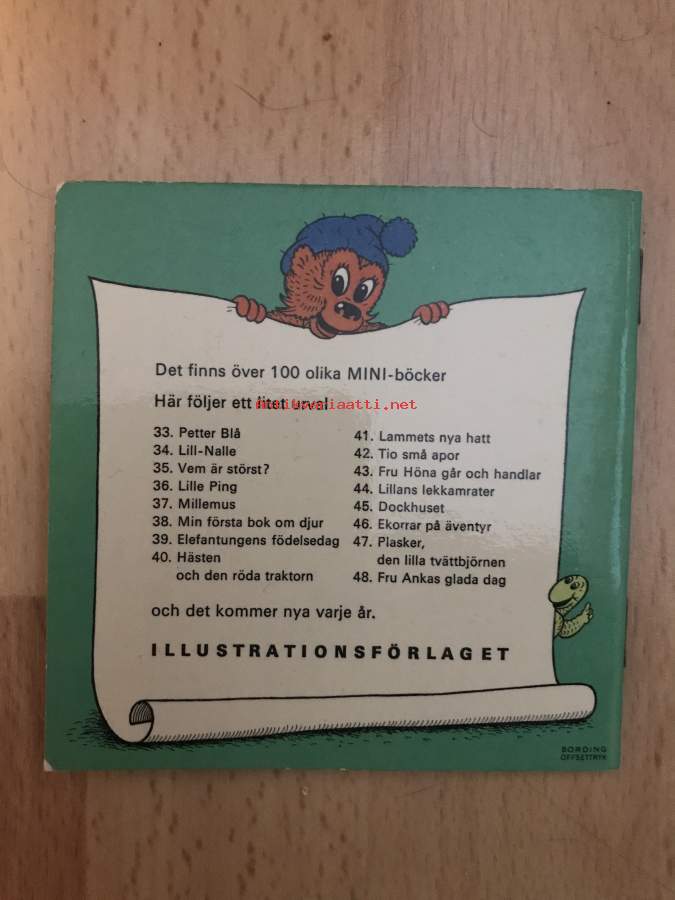 Det finns över 100 olika MINI-böcker
Här följer ett litet urval
antikvariaatti.net
33. Petter Blå
34. Lill-Nalle
35. Vem är störst?
36. Lille Ping
37. Millemus
38. Min första bok om djur
39. Elefantungens födelsedag
40. Hästen
och den röda traktorn
41. Lammets nya hatt
42. Tio små apor
43. Fru Höna går och handlar
44. Lillans lekkamrater
45. Dockhuset
46. Ekorrar på äventyr
47. Plasker,
den lilla tvättbjörnen
48. Fru Ankas glada dag
och det kommer nya varje år.
ILLUSTRATIONSFÖRLAGET
BORDING
OFFSETTRYK